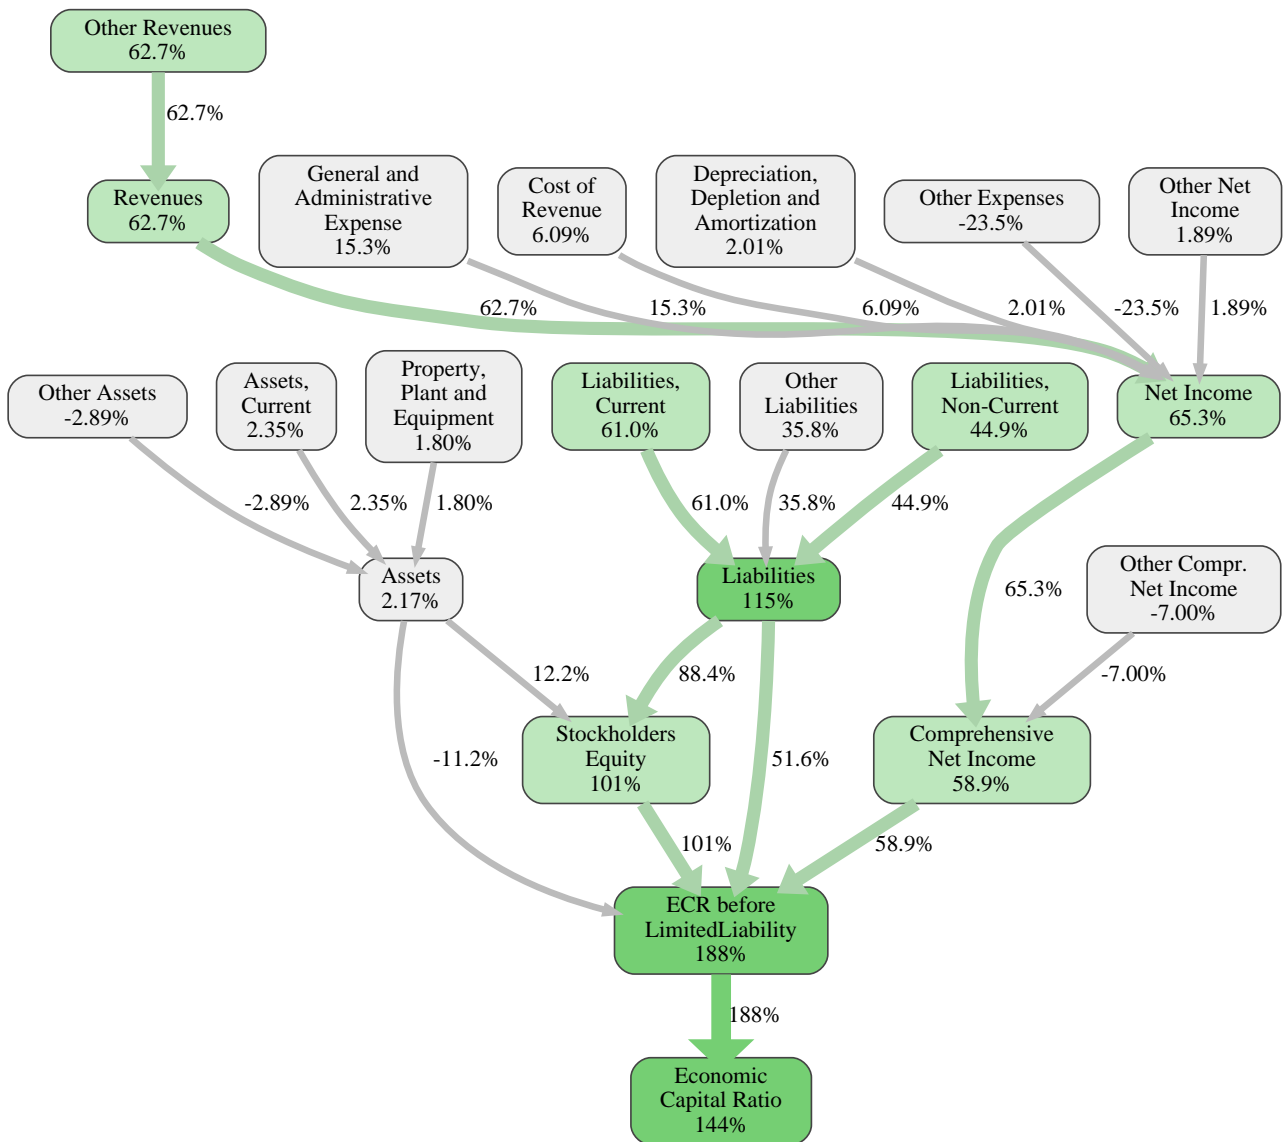 Other Revenues
62.7%
62.7%
Revenues
62.7%
General and
Administrative
Expense
15.3%
Cost of
Revenue
6.09%
Depreciation,
Depletion and
Amortization
2.01%
Other Expenses
-23.5%
Other Net
Income
1.89%
62.7%
15.3%
6.09%
2.01%
-23.5%
1.89%
Other Assets
-2.89%
Assets,
Current
2.35%
Property,
Plant and
Equipment
1.80%
Liabilities,
Current
61.0%
Other
Liabilities
35.8%
Liabilities,
Non-Current
44.9%
Net Income
65.3%
-2.89%
2.35%
1.80%
61.0%
35.8%
44.9%
Assets
2.17%
Liabilities
115%
65.3%
Other Compr.
Net Income
-7.00%
12.2%
88.4%
-7.00%
Stockholders
Equity
101%
Comprehensive
Net Income
58.9%
-11.2%
51.6%
101%
58.9%
ECR before
LimitedLiability
188%
188%
Economic
Capital Ratio
144%